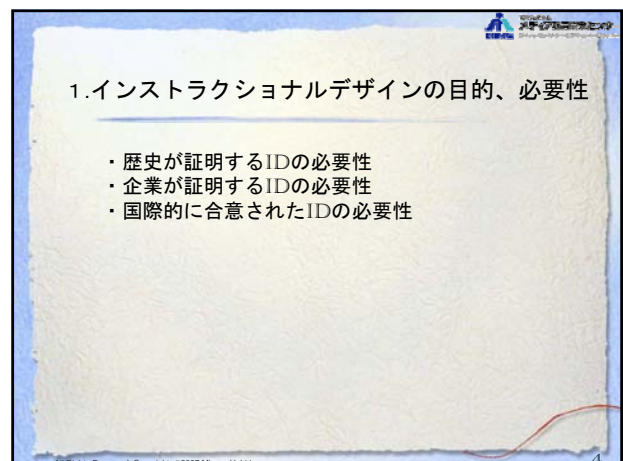 １.インストラクショナルデザインの目的、必要性
・歴史が証明するIDの必要性
・企業が証明するIDの必要性
・国際的に合意されたIDの必要性
4